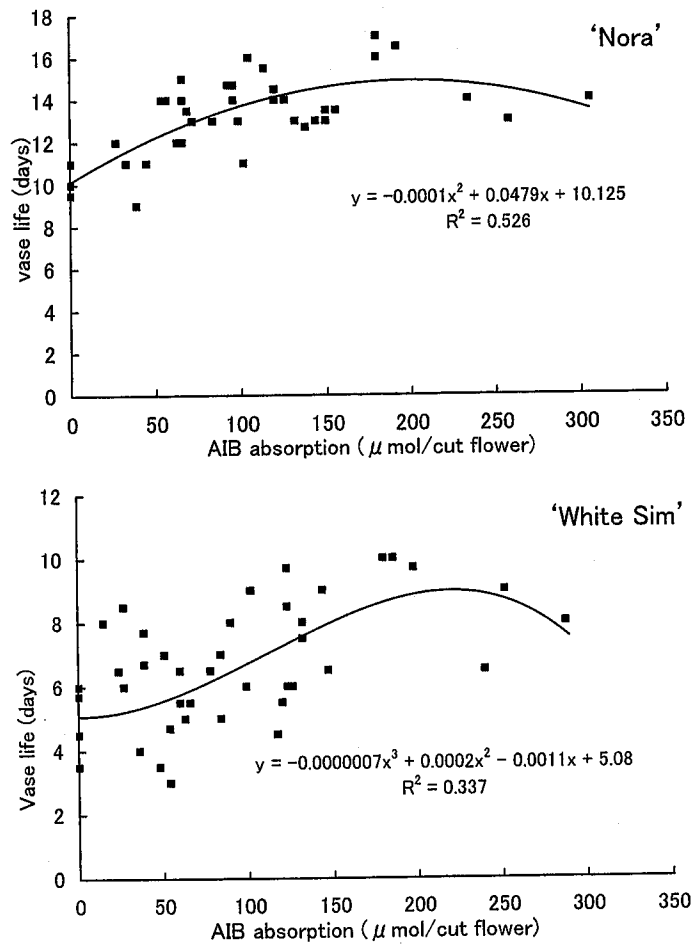 18
16
14
12
10
8
6
4
2
0
vase life (days)
'Nora'
y = −0.0001x² + 0.0479x + 10.125
R² = 0.526
0 50 100 150 200 250 300 350
AIB absorption (μ mol/cut flower)
12
10
8
6
4
2
0
Vase life (days)
'White Sim'
y = −0.0000007x³ + 0.0002x² − 0.0011x + 5.08
R² = 0.337
0 50 100 150 200 250 300 350
AIB absorption (μ mol/cut flower)